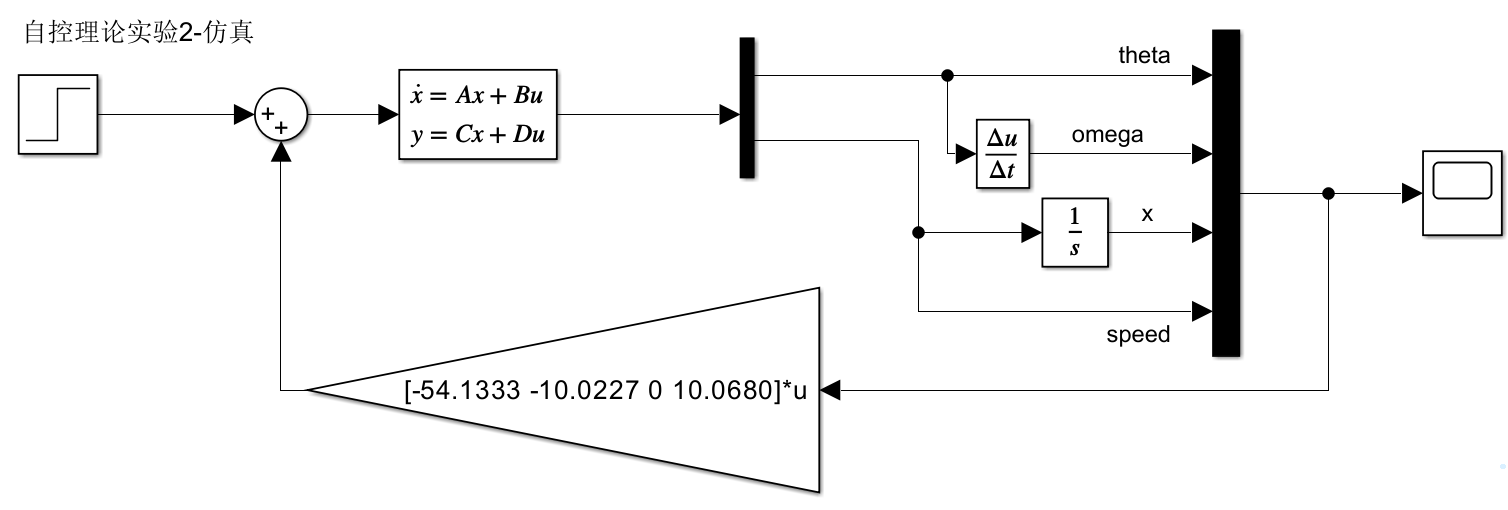 自控理论实验2-仿真
theta
ẋ = Ax + Bu
y = Cx + Du
Δu
Δt
omega
1
s
x
speed
[-54.1333 -10.0227 0 10.0680]*u
+
+